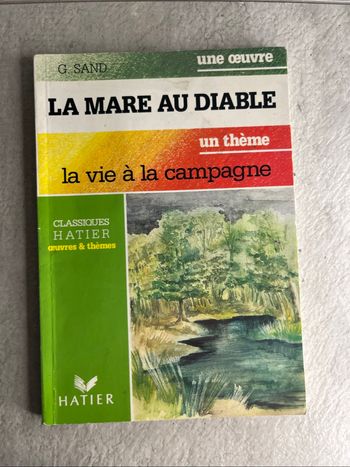 une œuvre
G. SAND
LA MARE AU DIABLE
un thème
la vie à la campagne
CLASSIQUES
HATIER
œuvres & thèmes
HATIER